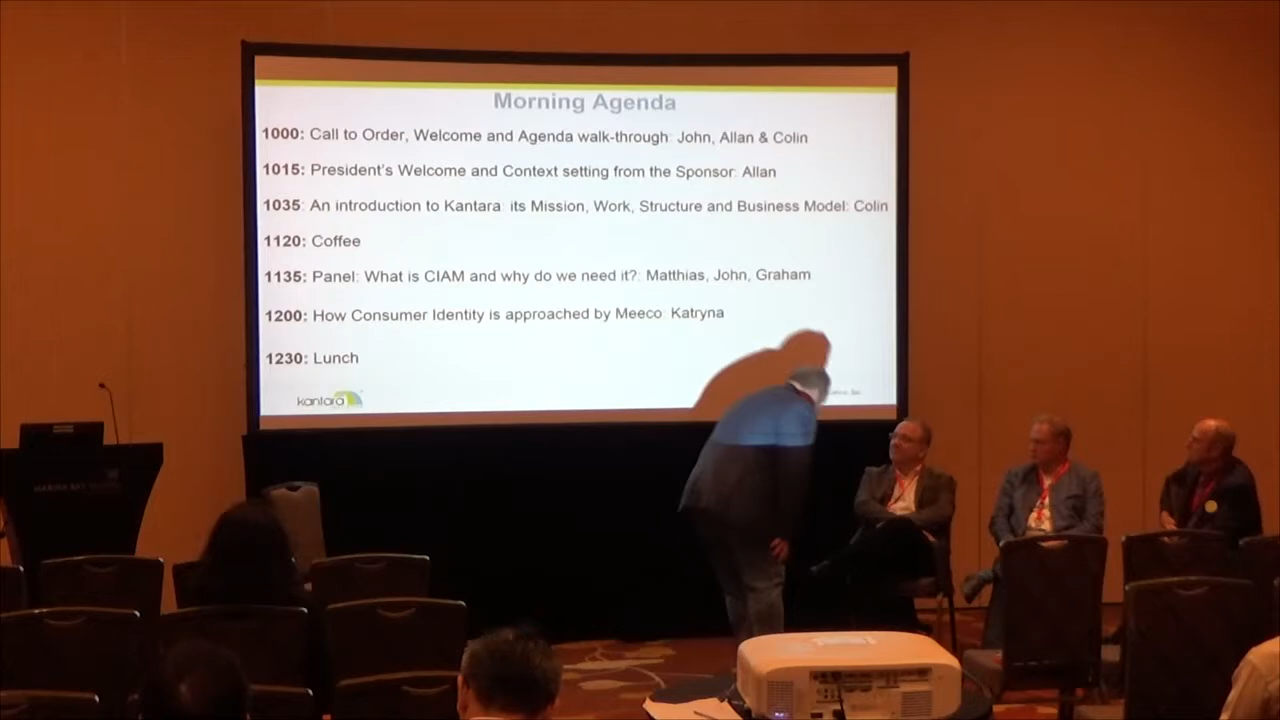 Morning Agenda
1000: Call to Order, Welcome and Agenda walk-through: John, Allan & Colin
1015: President's Welcome and Context setting from the Sponsor: Allan
1035: An introduction to Kantara: its Mission, Work, Structure and Business Model: Colin
1120: Coffee
1135: Panel: What is CIAM and why do we need it?: Matthias, John, Graham
1200: How Consumer Identity is approached by Meeco: Katryna
1230: Lunch
kantara
MARINA BAY